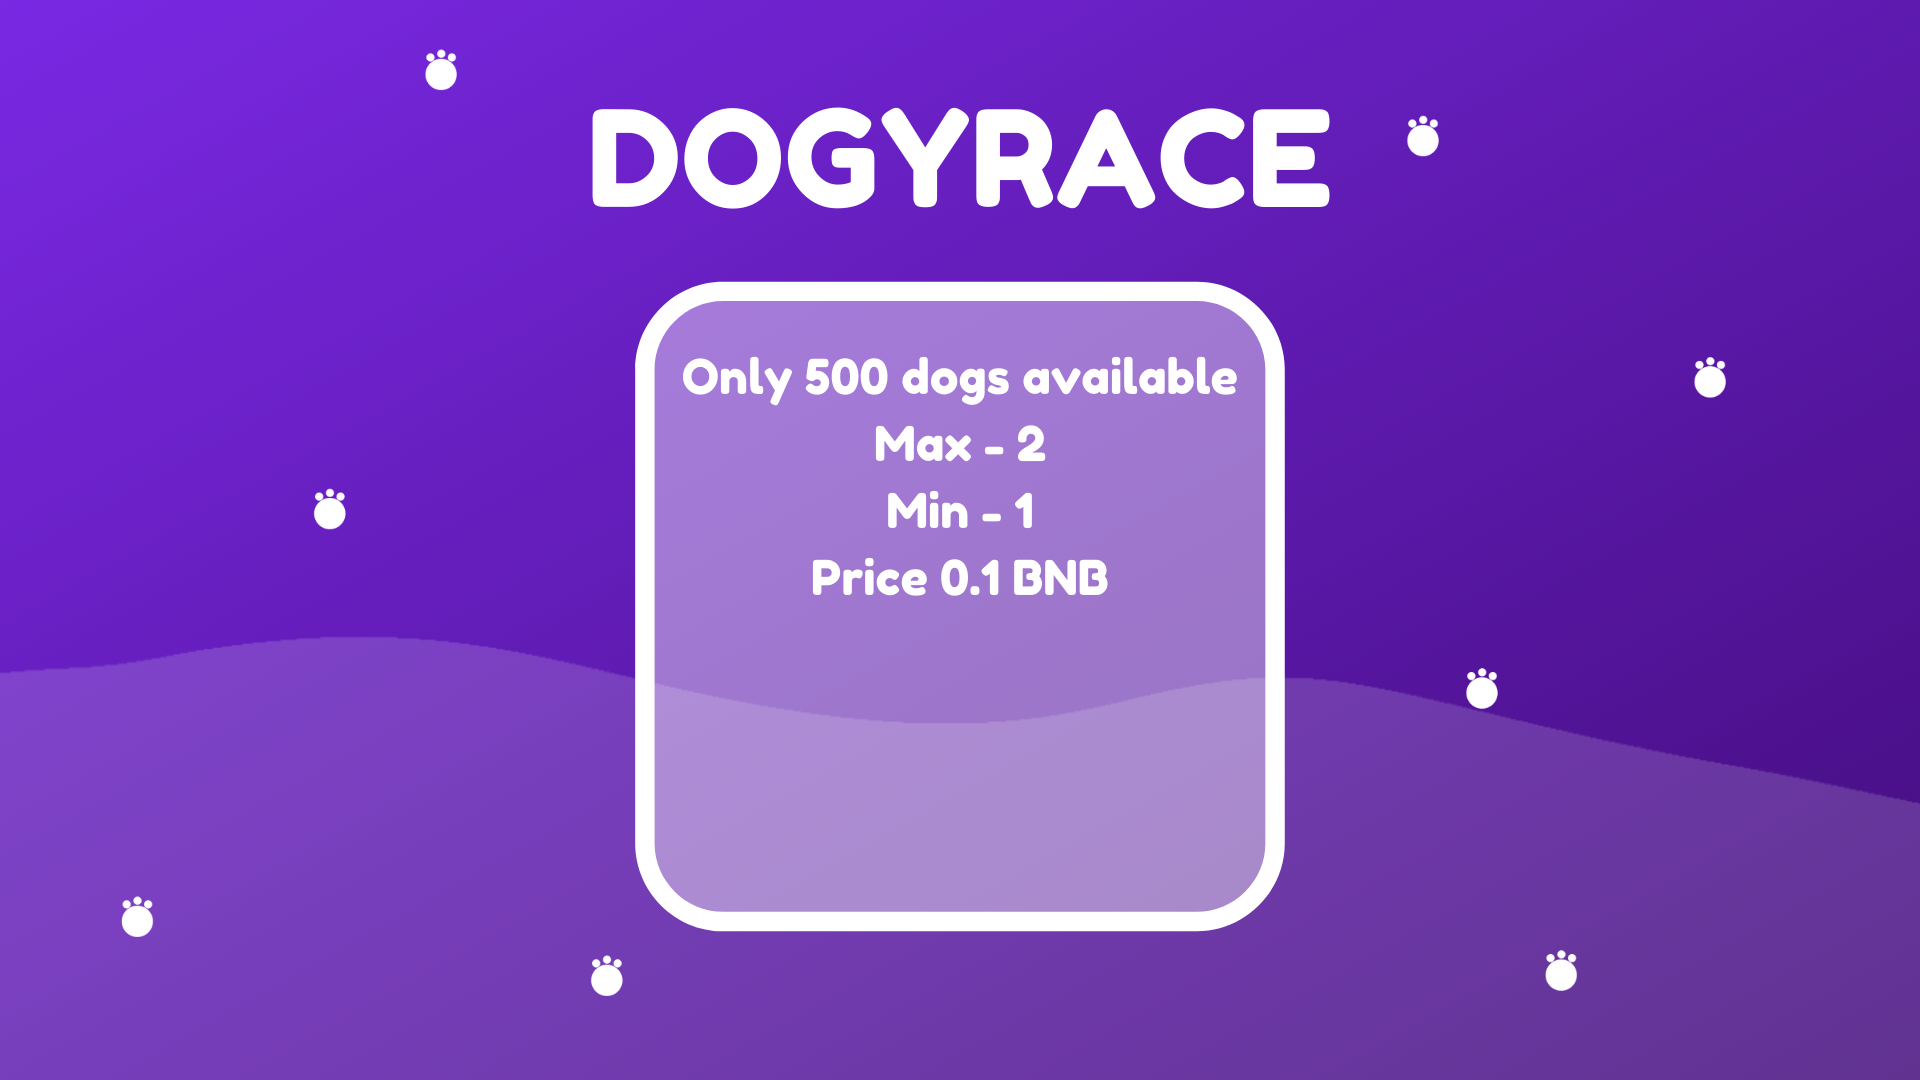 DOGYRACE
Only 500 dogs available
Max - 2
Min - 1
Price 0.1 BNB